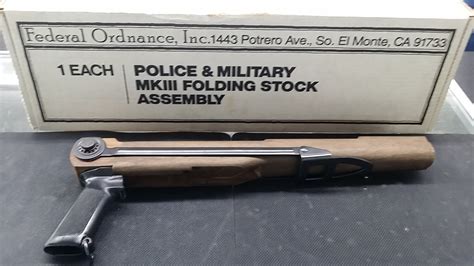 Federal Ordnance, Inc. 1443 Potrero Ave., So. El Monte, CA 91733
1 EACH POLICE & MILITARY
MKIII FOLDING STOCK
ASSEMBLY